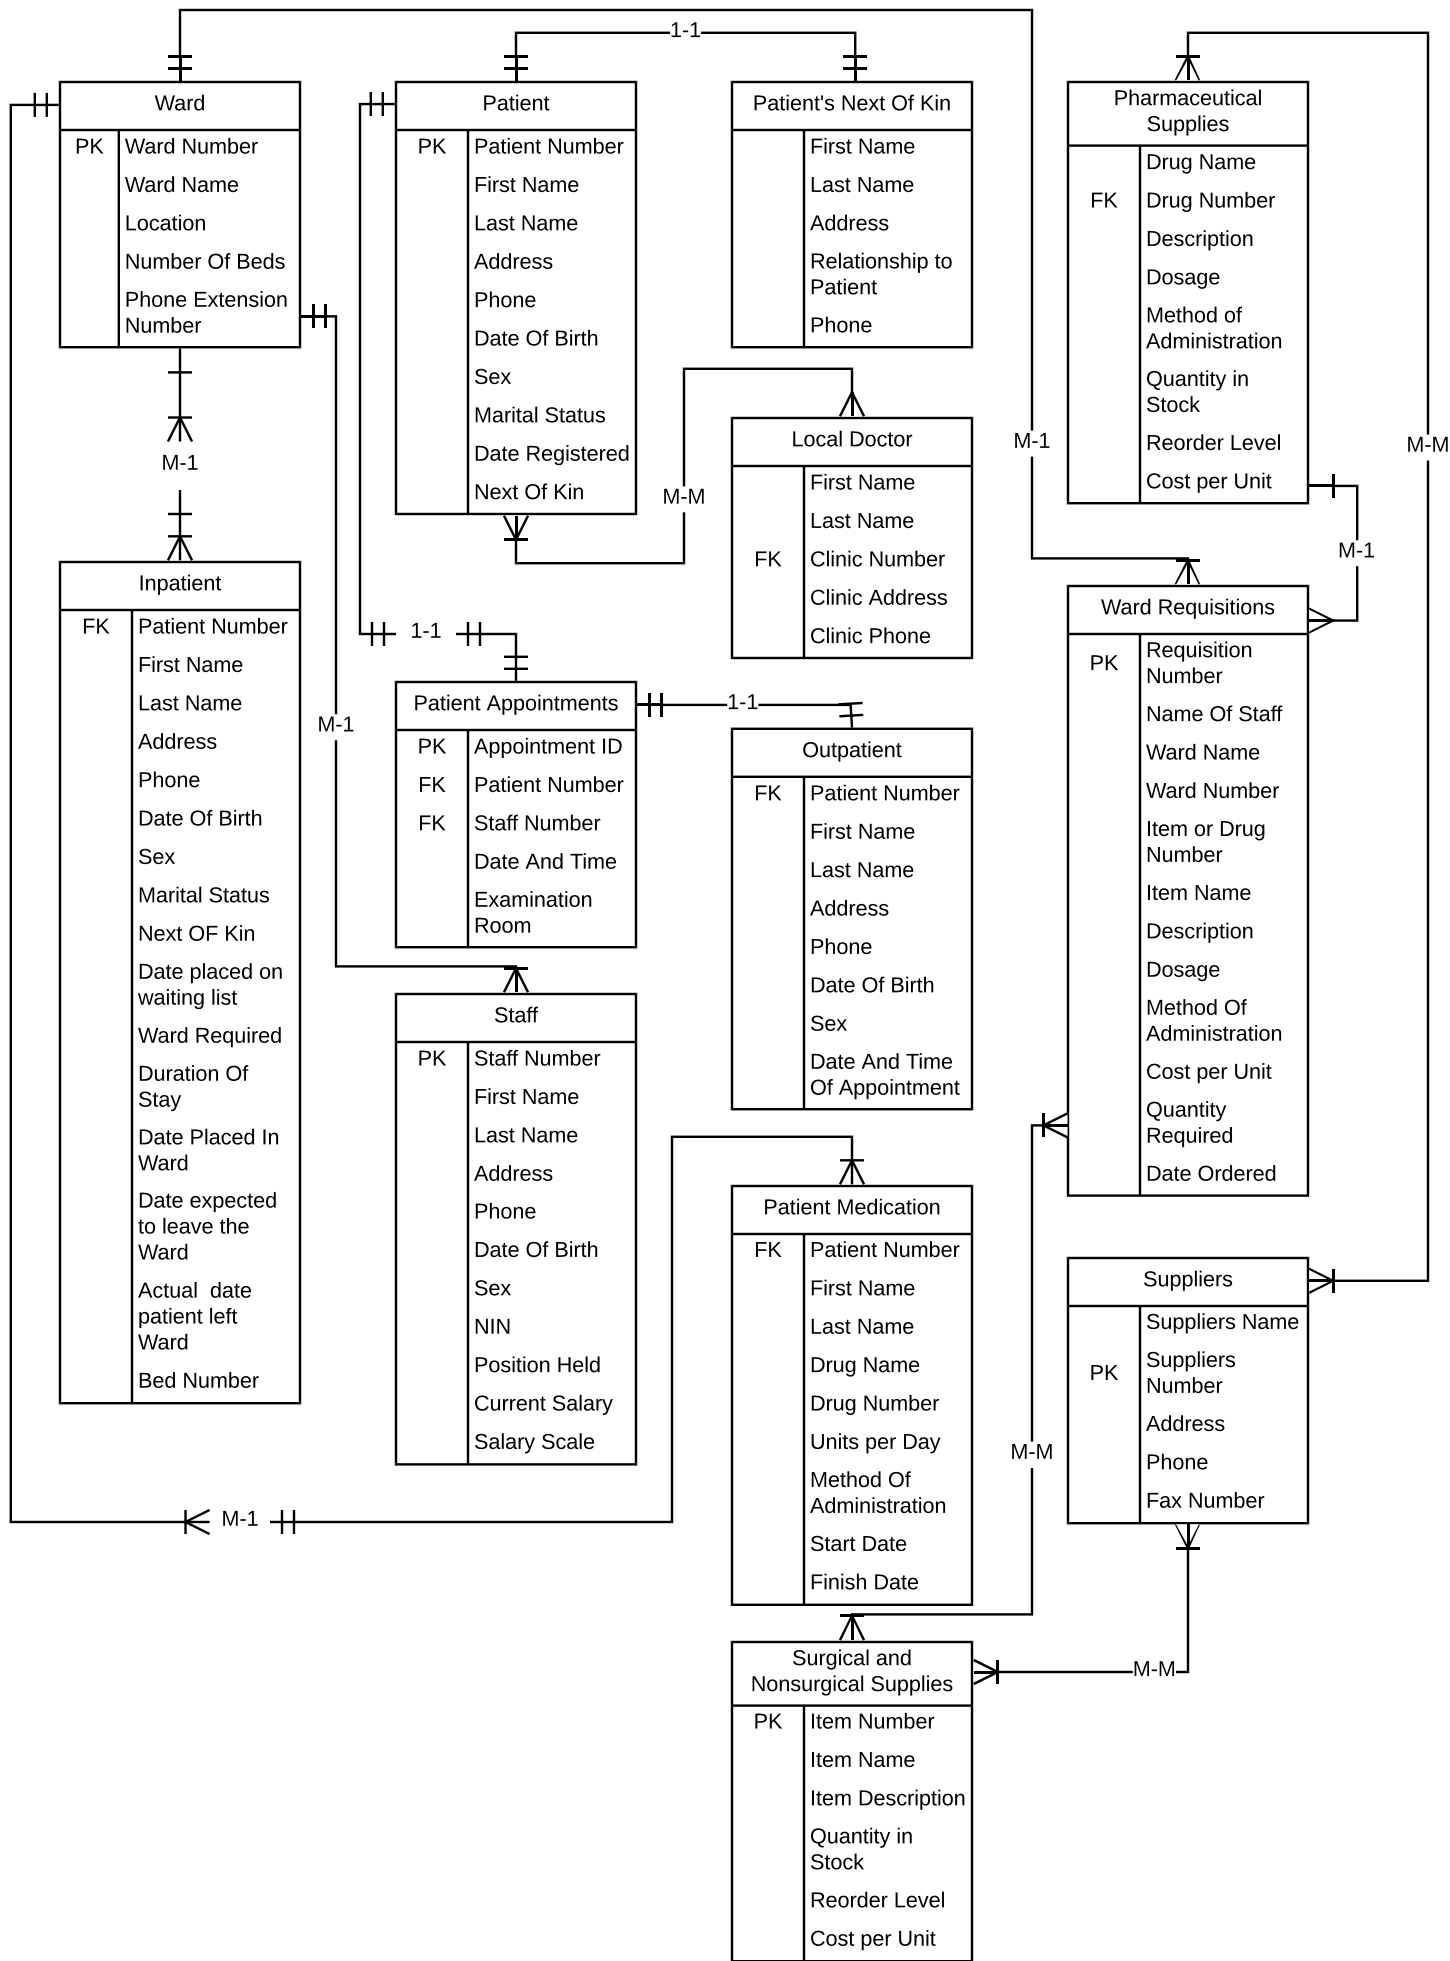 1-1
Ward
PK
Ward Number
Ward Name
Location
Number Of Beds
Phone Extension
Number
Patient
PK
Patient Number
First Name
Last Name
Address
Phone
Date Of Birth
Sex
Marital Status
Date Registered
Next Of Kin
Patient's Next Of Kin
First Name
Last Name
Address
Relationship to
Patient
Phone
Pharmaceutical
Supplies
Drug Name
FK
Drug Number
Description
Dosage
Method of
Administration
Quantity in
Stock
Reorder Level
Cost per Unit
M-1
M-M
M-1
M-M
M-1
Local Doctor
First Name
Last Name
FK
Clinic Number
Clinic Address
Clinic Phone
Inpatient
FK
Patient Number
First Name
Last Name
Address
Phone
Date Of Birth
Sex
Marital Status
Next OF Kin
Date placed on
waiting list
Ward Required
Duration Of
Stay
Date Placed In
Ward
Date expected
to leave the
Ward
Actual  date
patient left
Ward
Bed Number
1-1
M-1
Patient Appointments
PK
Appointment ID
FK
Patient Number
FK
Staff Number
Date And Time
Examination
Room
1-1
Outpatient
FK
Patient Number
First Name
Last Name
Address
Phone
Date Of Birth
Sex
Date And Time
Of Appointment
Ward Requisitions
PK
Requisition
Number
Name Of Staff
Ward Name
Ward Number
Item or Drug
Number
Item Name
Description
Dosage
Method Of
Administration
Cost per Unit
Quantity
Required
Date Ordered
Staff
PK
Staff Number
First Name
Last Name
Address
Phone
Date Of Birth
Sex
NIN
Position Held
Current Salary
Salary Scale
Patient Medication
FK
Patient Number
First Name
Last Name
Drug Name
Drug Number
Units per Day
Method Of
Administration
Start Date
Finish Date
Suppliers
Suppliers Name
PK
Suppliers
Number
Address
Phone
Fax Number
M-M
M-1
M-M
Surgical and
Nonsurgical Supplies
PK
Item Number
Item Name
Item Description
Quantity in
Stock
Reorder Level
Cost per Unit